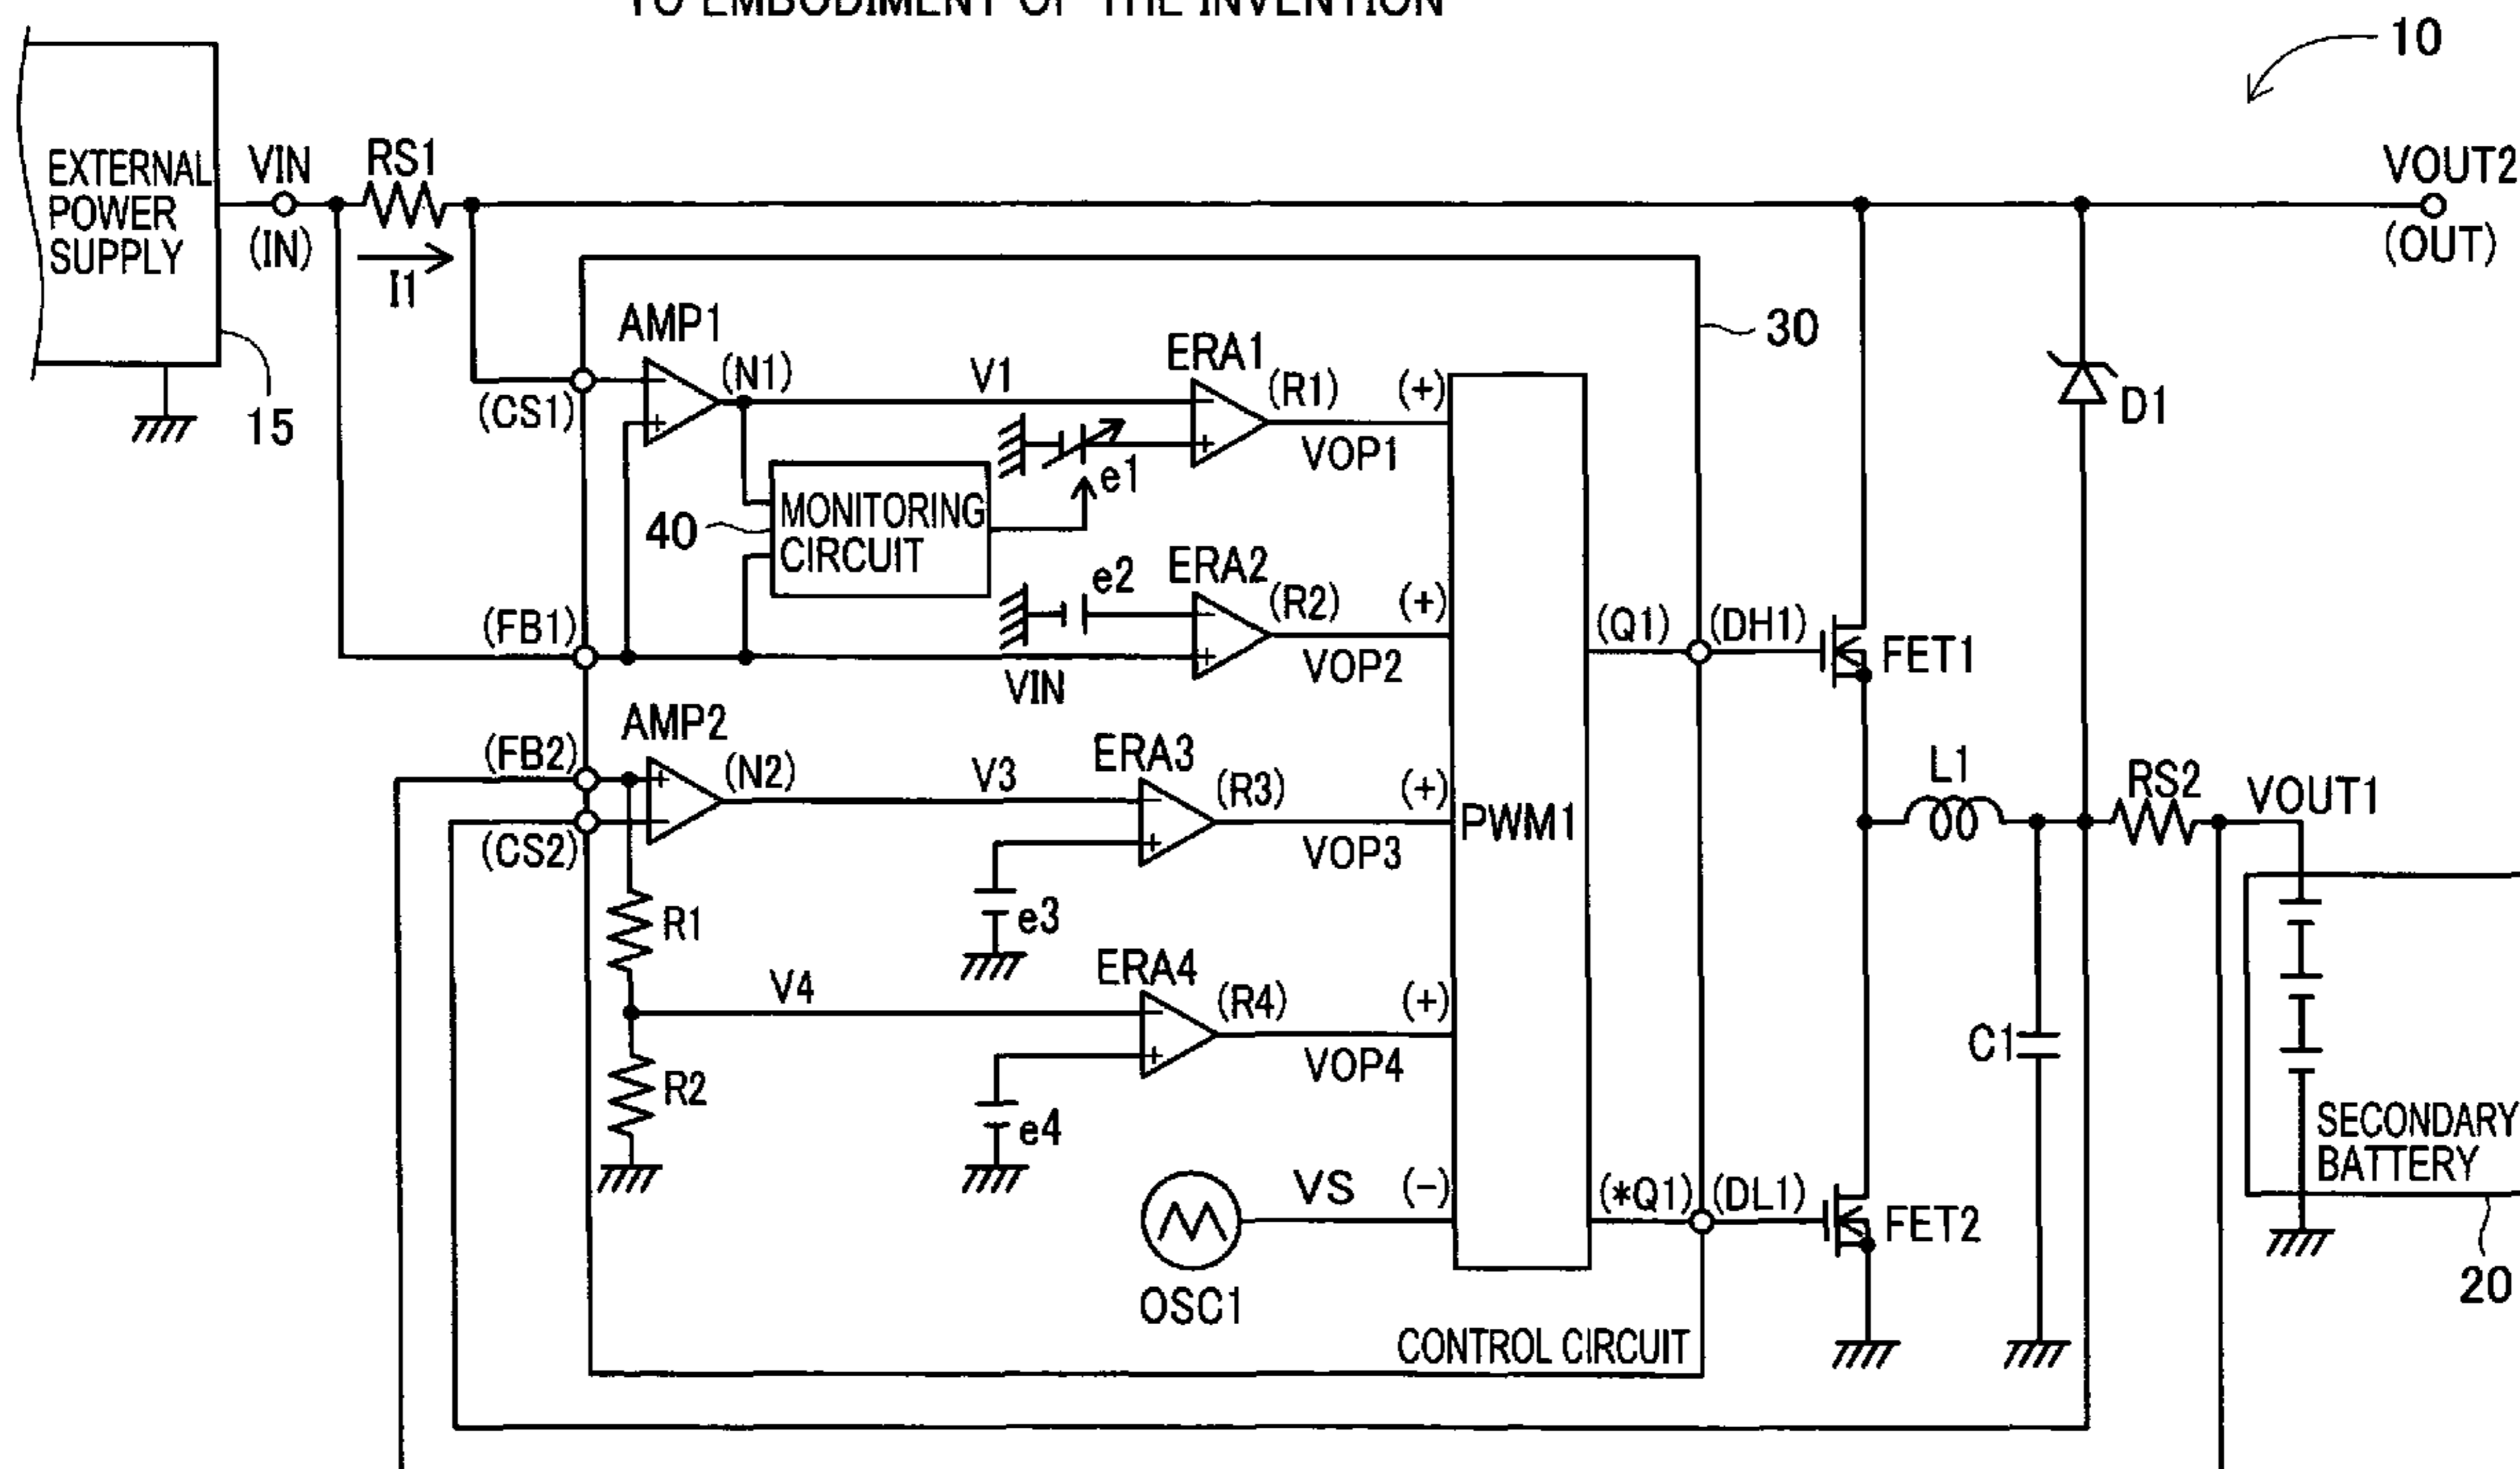 TO EMBODIMENT OF THE INVENTION
10
EXTERNAL
POWER
SUPPLY
VIN
(IN)
RS1
I1
15
VOUT2
(OUT)
30
AMP1
(N1)
V1
ERA1
(R1)
(+)
(CS1)
VOP1
e1
D1
40
MONITORING
CIRCUIT
e2
ERA2
(R2)
(+)
(FB1)
VIN
VOP2
(Q1)
(DH1)
FET1
AMP2
(FB2)
(N2)
V3
ERA3
(R3)
(+)
(CS2)
VOP3
PWM1
L1
RS2
VOUT1
R1
e3
V4
ERA4
(R4)
(+)
VOP4
C1
R2
e4
SECONDARY
BATTERY
VS
(-)
(*Q1)
(DL1)
FET2
OSC1
20
CONTROL CIRCUIT